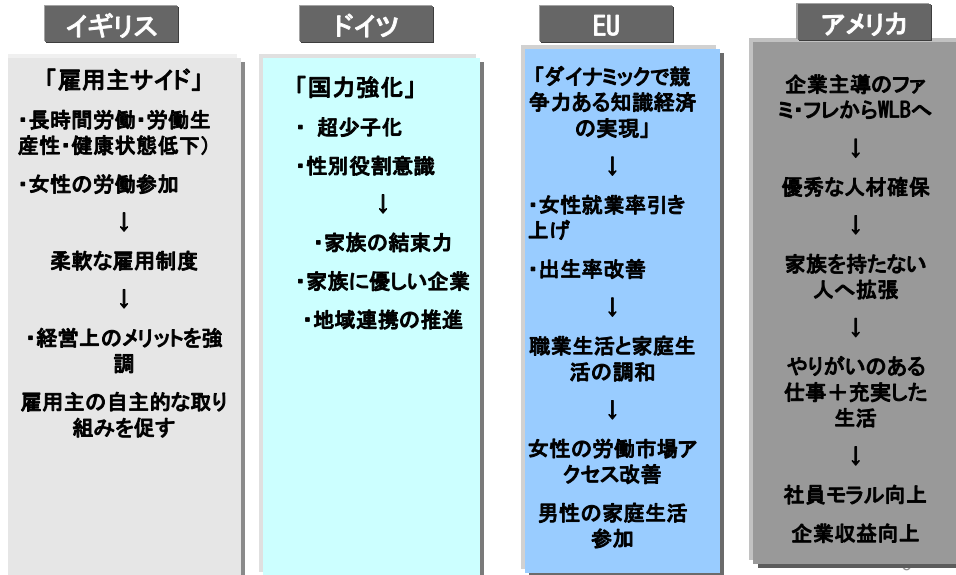 イギリス
「雇用主サイド」
・長時間労働・労働生
産性・健康状態低下）
・女性の労働参加
↓
柔軟な雇用制度
↓
・経営上のメリットを強
調
雇用主の自主的な取り
組みを促す
ドイツ
「国力強化」
・ 超少子化
・性別役割意識
↓
・家族の結束力
・家族に優しい企業
・地域連携の推進
EU
「ダイナミックで競
争力ある知識経済
の実現」
↓
・女性就業率引き
上げ
・出生率改善
↓
職業生活と家庭生
活の調和
↓
女性の労働市場ア
クセス改善
男性の家庭生活
参加
アメリカ
企業主導のファ
ミ・フレからWLBへ
↓
優秀な人材確保
↓
家族を持たない
人へ拡張
↓
やりがいのある
仕事＋充実した
生活
↓
社員モラル向上
企業収益向上